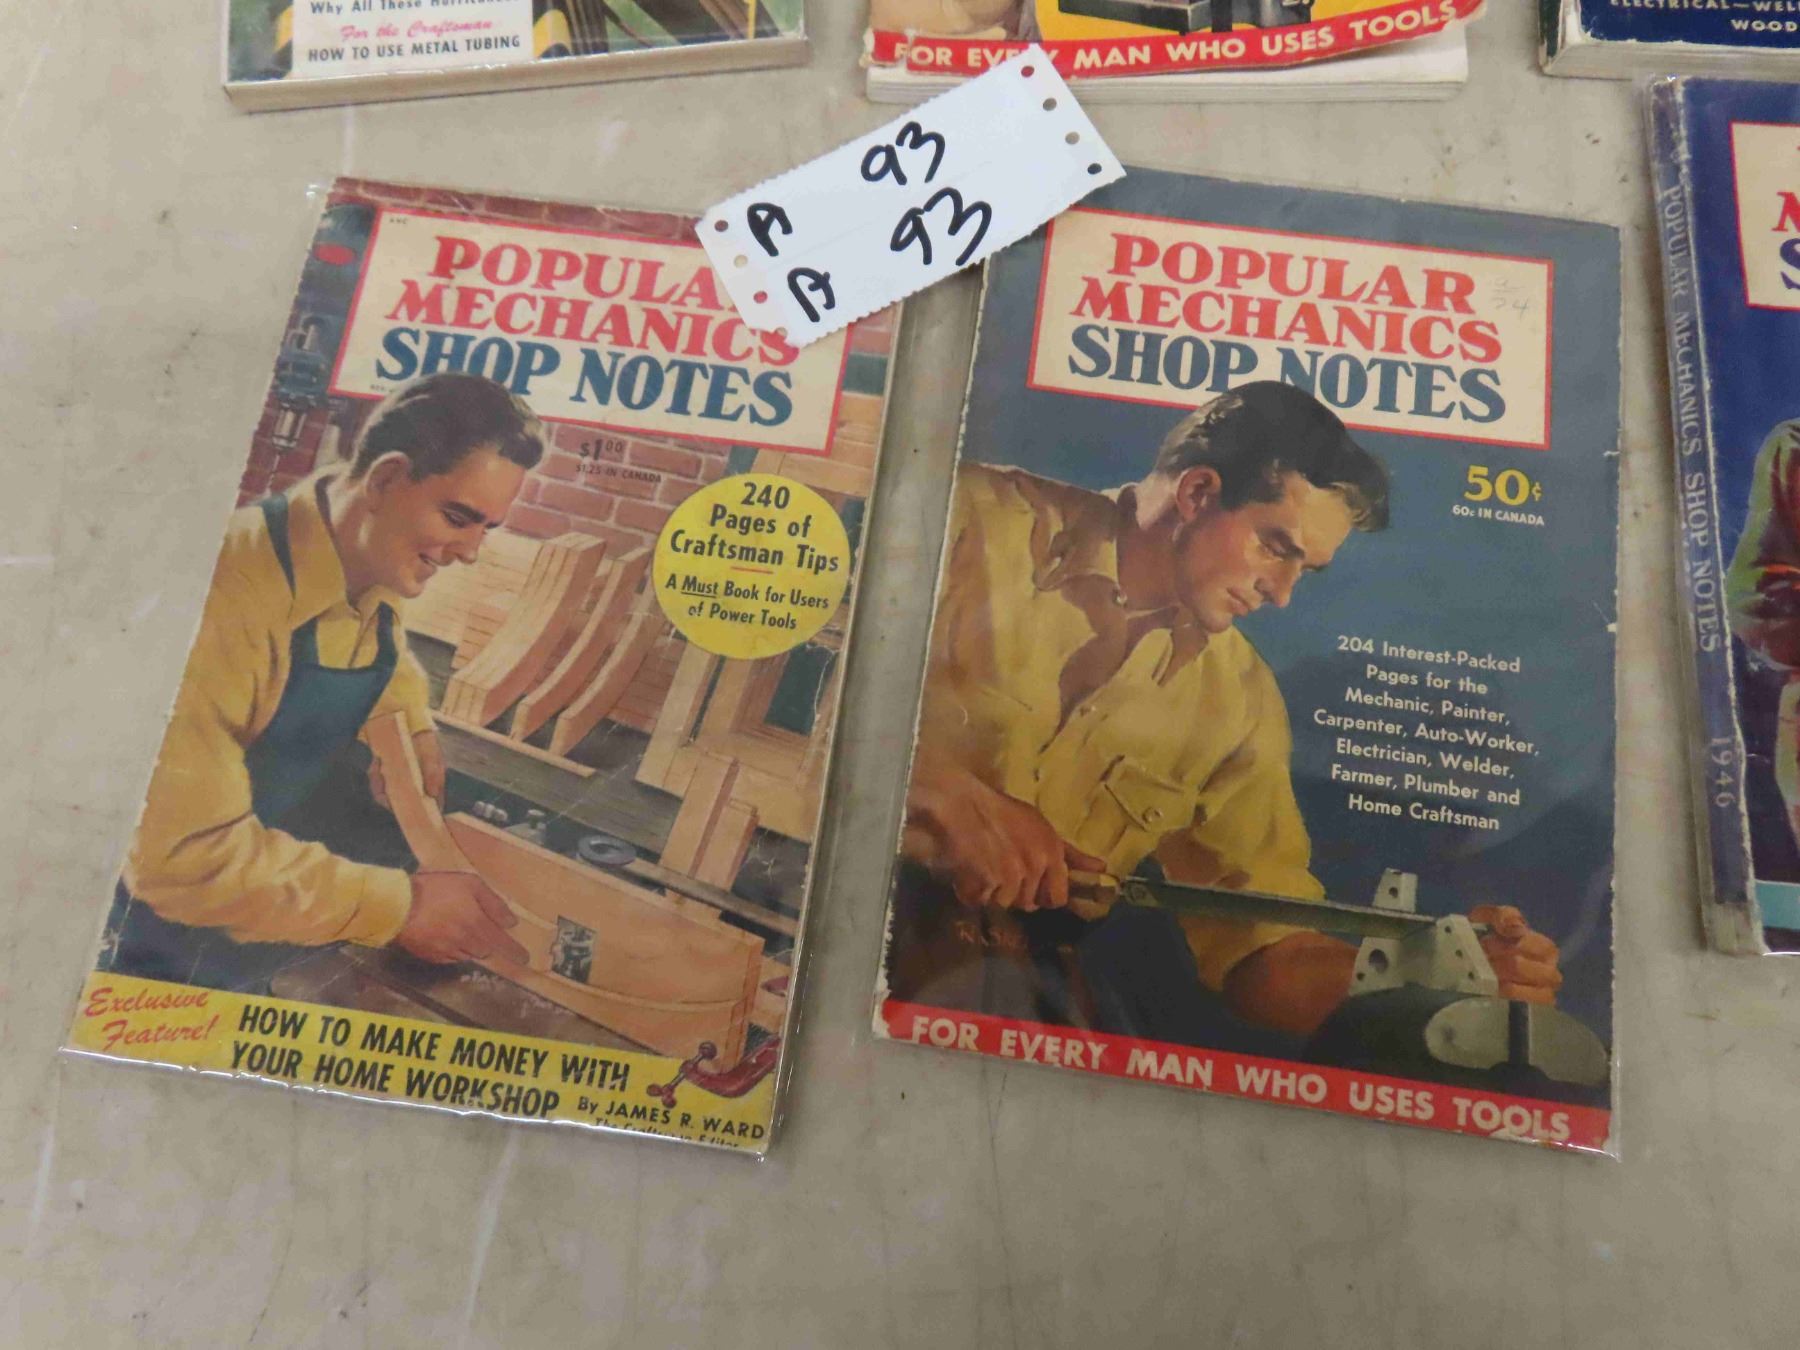 Why All These
For the Craftsman
HOW TO USE METAL TUBING
FOR EVERY MAN WHO USES TOOLS
ELECTRICAL—WEL
WOOD
A 93
A 93
POPULA
MECHANICS
SHOP NOTES
$1.00
$1.25 IN CANADA
240
Pages of
Craftsman Tips
A Must Book for Users
of Power Tools
Exclusive
Feature!
HOW TO MAKE MONEY WITH
YOUR HOME WORKSHOP
By JAMES R. WARD
POPULAR
MECHANICS
SHOP NOTES
a
24
50¢
60c IN CANADA
204 Interest-Packed
Pages for the
Mechanic, Painter,
Carpenter, Auto-Worker,
Electrician, Welder,
Farmer, Plumber and
Home Craftsman
FOR EVERY MAN WHO USES TOOLS
POPULAR MECHANICS SHOP NOTES 1946
M
S